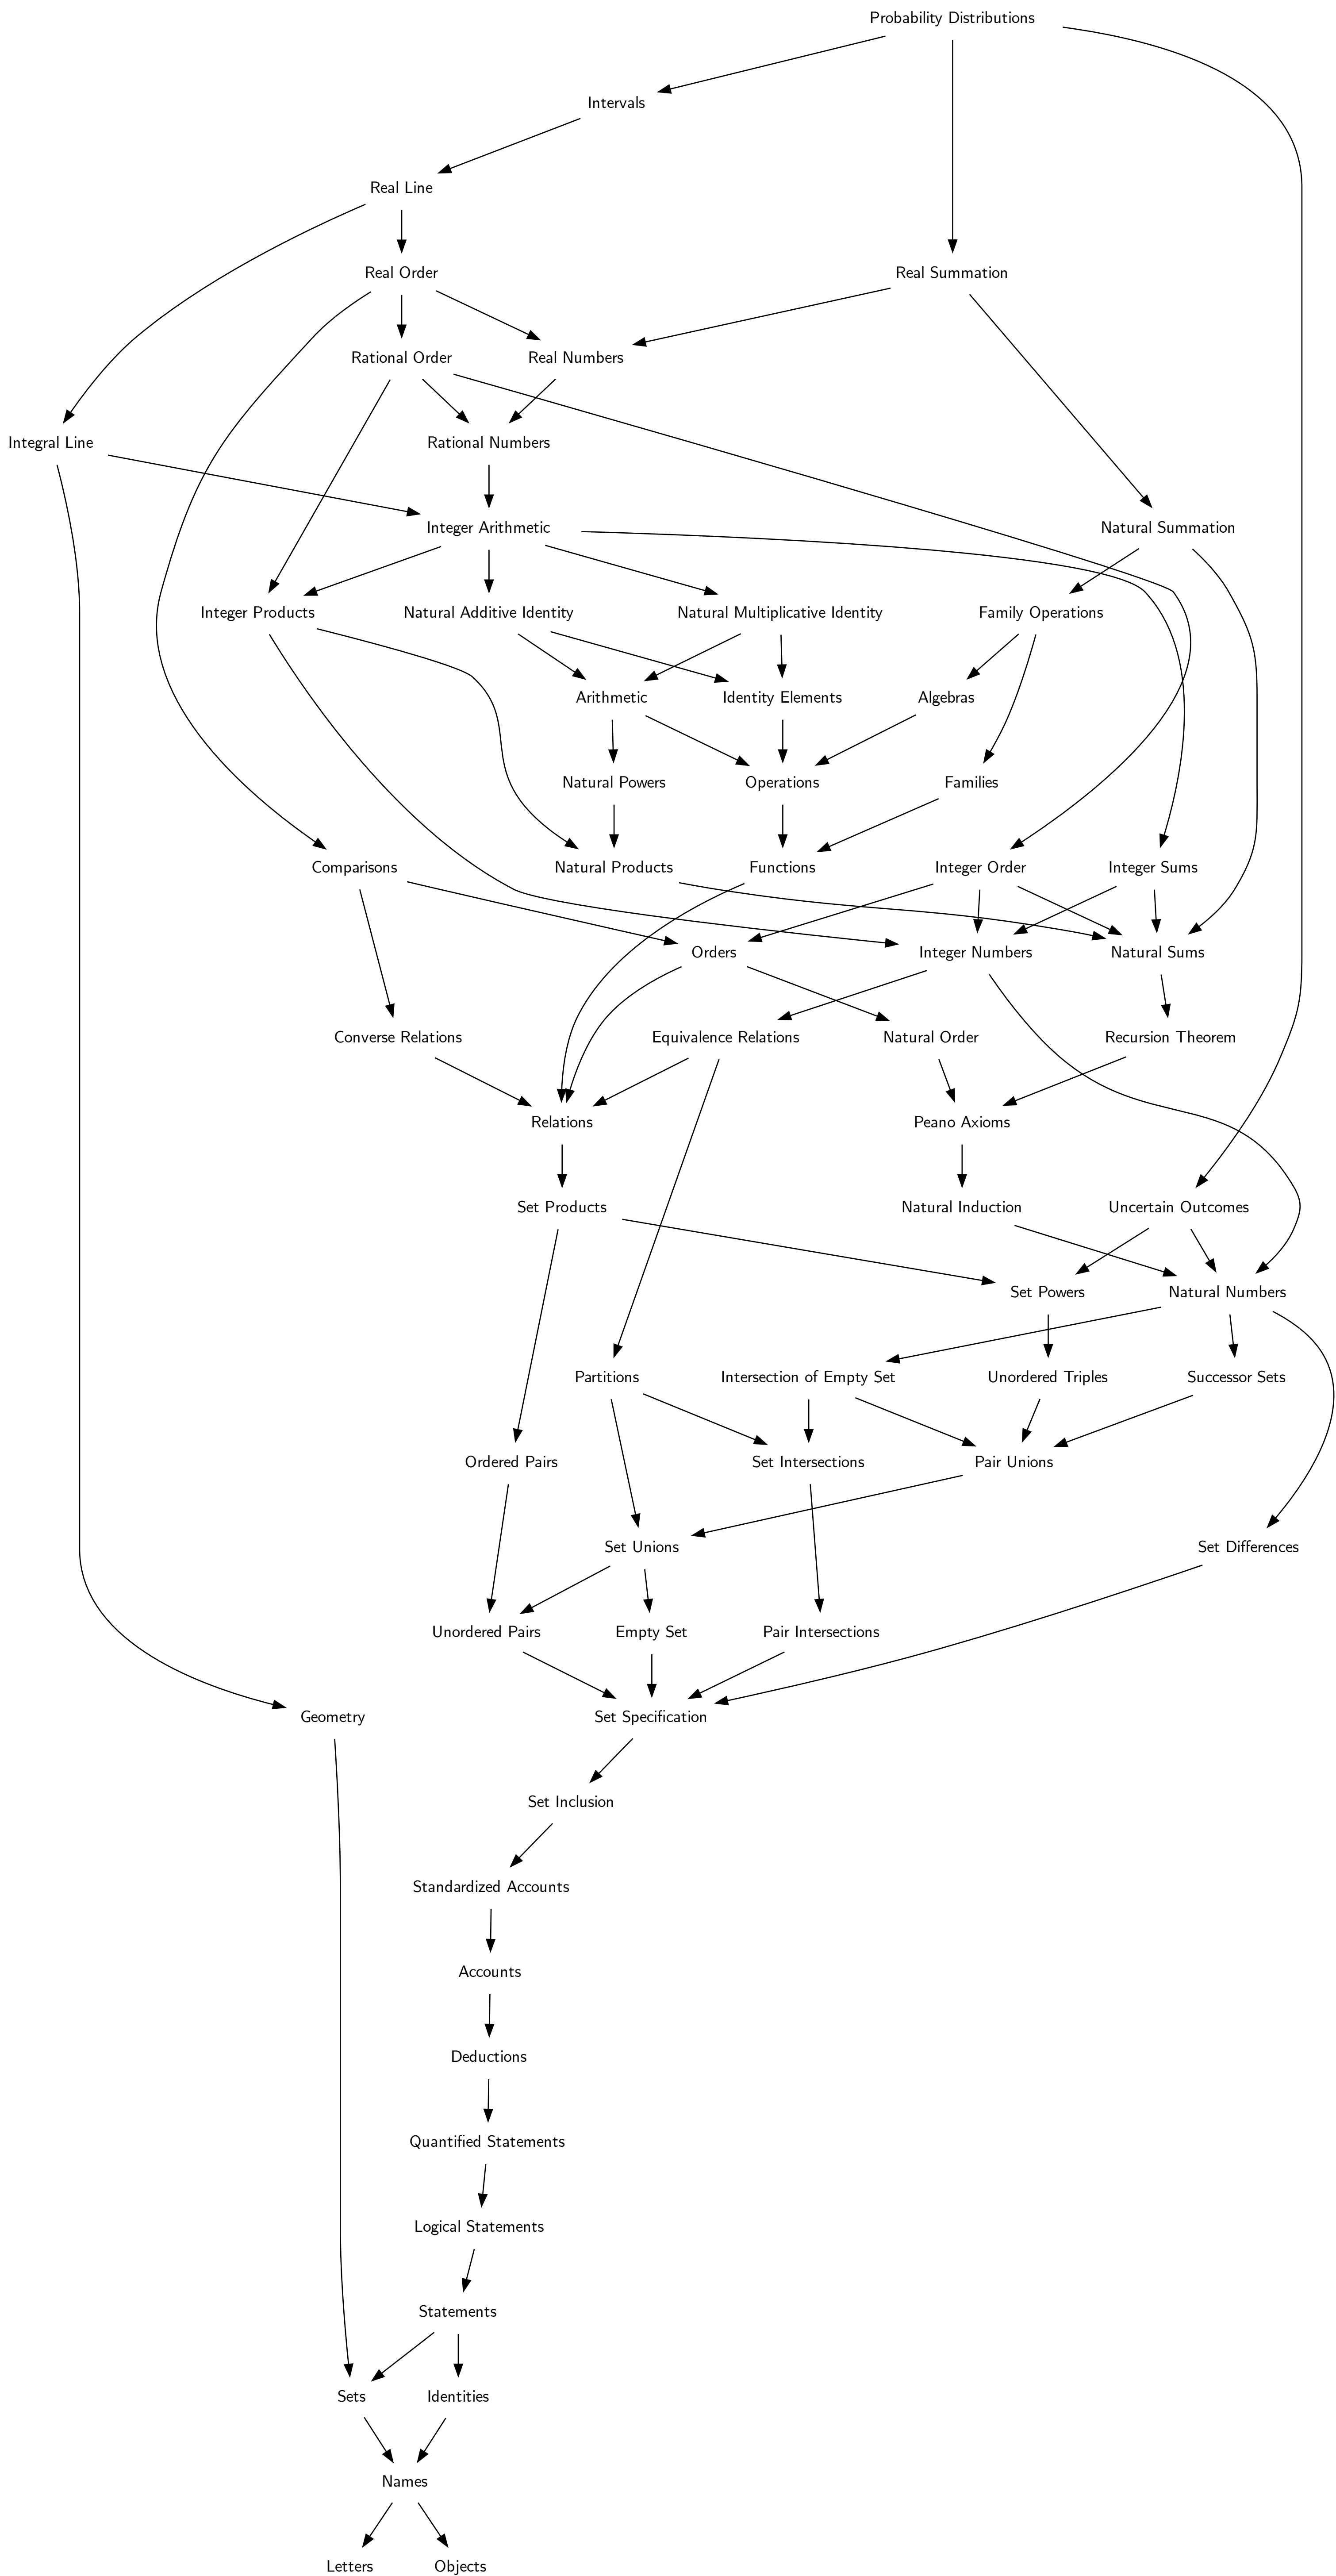 Probability Distributions
Intervals
Real Line
Real Order
Real Summation
Rational Order
Real Numbers
Integral Line
Rational Numbers
Integer Arithmetic
Natural Summation
Integer Products
Natural Additive Identity
Natural Multiplicative Identity
Family Operations
Arithmetic
Identity Elements
Algebras
Natural Powers
Operations
Families
Comparisons
Natural Products
Functions
Integer Order
Integer Sums
Orders
Integer Numbers
Natural Sums
Converse Relations
Equivalence Relations
Natural Order
Recursion Theorem
Relations
Peano Axioms
Set Products
Natural Induction
Uncertain Outcomes
Set Powers
Natural Numbers
Partitions
Intersection of Empty Set
Unordered Triples
Successor Sets
Ordered Pairs
Set Intersections
Pair Unions
Set Unions
Set Differences
Unordered Pairs
Empty Set
Pair Intersections
Geometry
Set Specification
Set Inclusion
Standardized Accounts
Accounts
Deductions
Quantified Statements
Logical Statements
Statements
Sets
Identities
Names
Letters
Objects